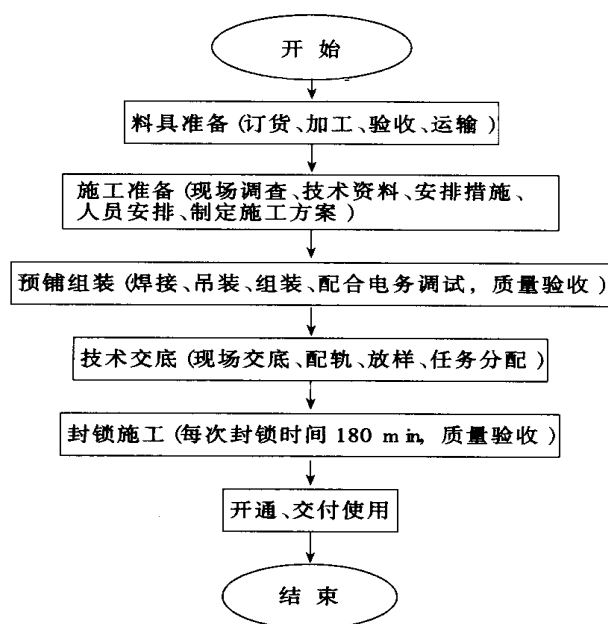 开始
料具准备(订货、加工、验收、运输)
施工准备(现场调查、技术资料、安排措施、
人员安排、制定施工方案)
预铺组装(焊接、吊装、组装、配合电务调试,质量验收)
技术交底(现场交底、配轨、放样、任务分配)
封锁施工(每次封锁时间180 min,质量验收)
开通、交付使用
结束